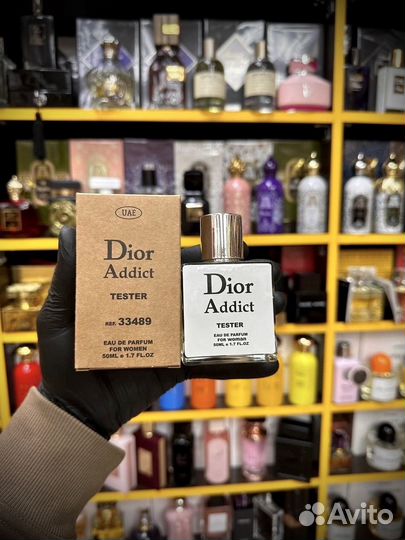 UAE
Dior
Addict
TESTER
REF. 33489
EAU DE PARFUM
FOR WOMEN
50ML e 1.7 FL.OZ
Dior
Addict
TESTER
EAU DE PARFUM
FOR woman
50ML e 1.7 FL.OZ
Avito